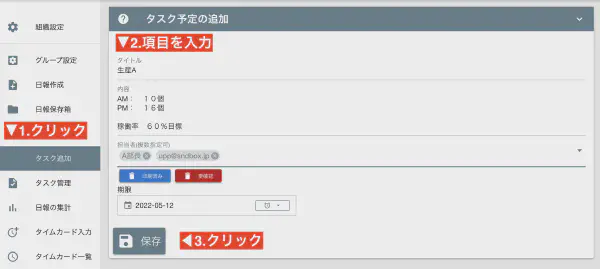 組織設定
グループ設定
日報作成
日報保存箱
▼1.クリック
タスク追加
タスク管理
日報の集計
タイムカード入力
タイムカード一覧
タスク予定の追加
▼2.項目を入力
タイトル
生産A
内容
AM： １０個
PM： １６個
稼働率 ６０％目標
担当者(複数指定可)
A部長
upp@sndbox.jp
期限
2022-05-12
保存
◀3.クリック